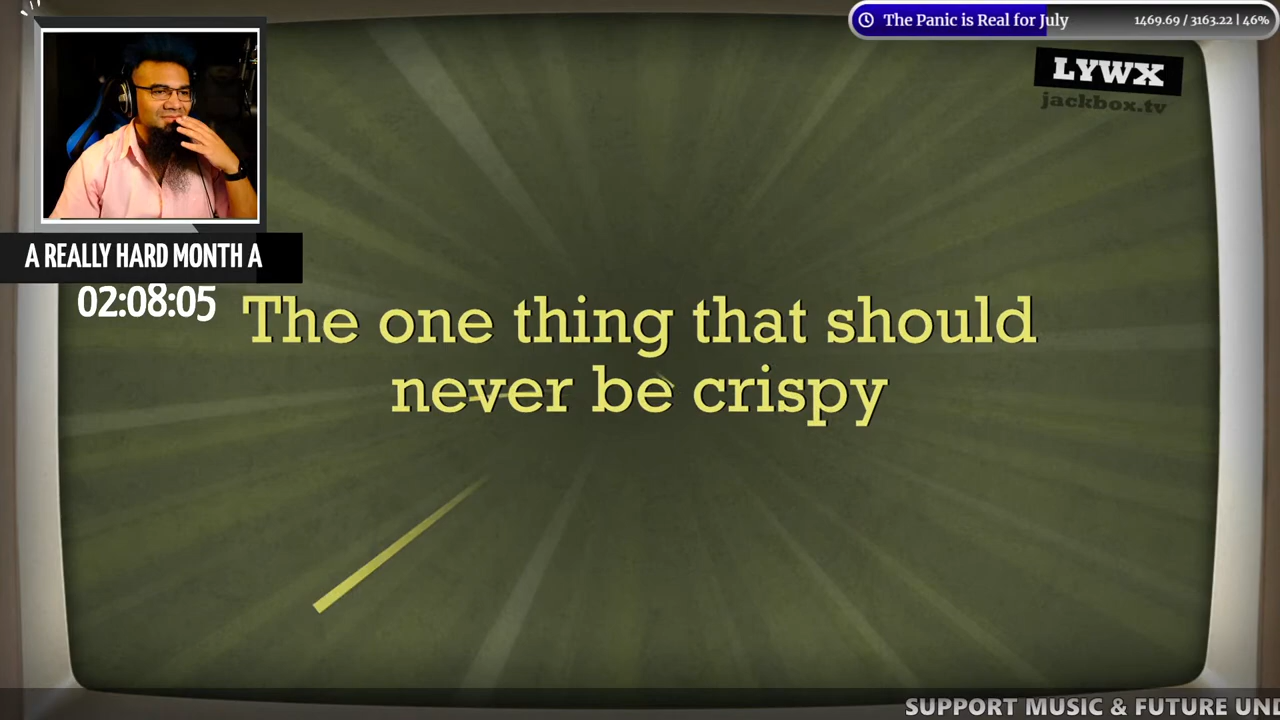 The Panic is Real for July
1469.69 / 3163.22 | 46%
LYWX
jackbox.tv
A REALLY HARD MONTH A
02:08:05
The one thing that should
never be crispy
SUPPORT MUSIC & FUTURE